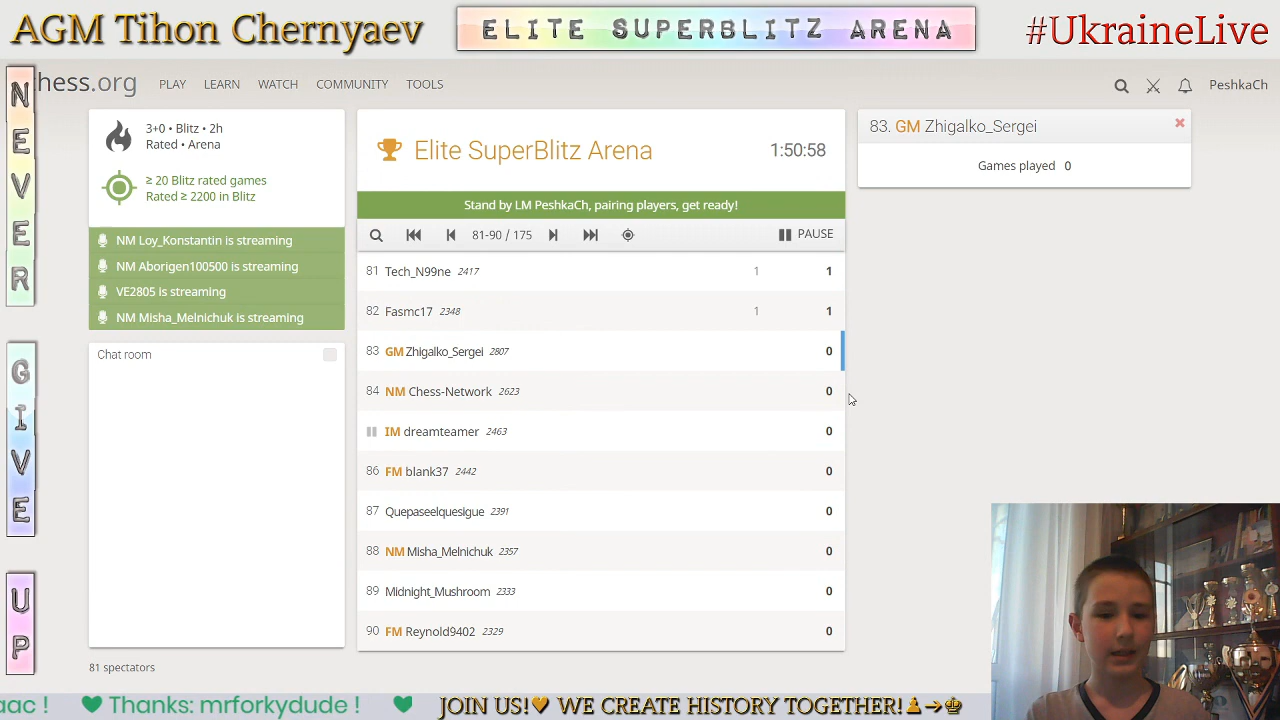 AGM Tihon Chernyaev
ELITE SUPERBLITZ ARENA
#UkraineLive
NEVER
GIVE
UP
hess.org
PLAY
LEARN
WATCH
COMMUNITY
TOOLS
PeshkaCh
3+0 • Blitz • 2h
Rated • Arena
≥ 20 Blitz rated games
Rated ≥ 2200 in Blitz
NM Loy_Konstantin is streaming
NM Aborigen100500 is streaming
VE2805 is streaming
NM Misha_Melnichuk is streaming
Chat room
81 spectators
Elite SuperBlitz Arena
1:50:58
Stand by LM PeshkaCh, pairing players, get ready!
81-90 / 175
PAUSE
81 Tech_N99ne 2417 1 1
82 Fasmc17 2348 1 1
83 GM Zhigalko_Sergei 2807 0
84 NM Chess-Network 2623 0
IM dreamteamer 2463 0
86 FM blank37 2442 0
87 Quepaseelquesigue 2391 0
88 NM Misha_Melnichuk 2357 0
89 Midnight_Mushroom 2333 0
90 FM Reynold9402 2329 0
83. GM Zhigalko_Sergei
Games played 0
aac ! Thanks: mrforkydude !
JOIN US! WE CREATE HISTORY TOGETHER!